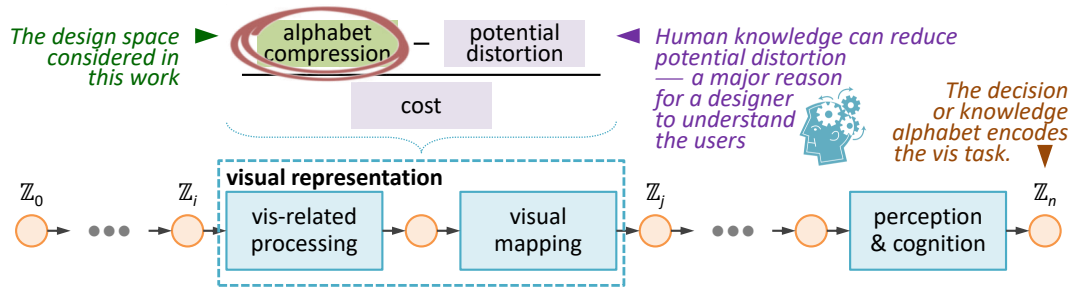 The design space
considered in
this work
alphabet
compression
–
potential
distortion
cost
Human knowledge can reduce
potential distortion
— a major reason
for a designer
to understand
the users
The decision
or knowledge
alphabet encodes
the vis task.
visual representation
ℤ0
ℤi
vis-related
processing
visual
mapping
ℤj
perception
& cognition
ℤn